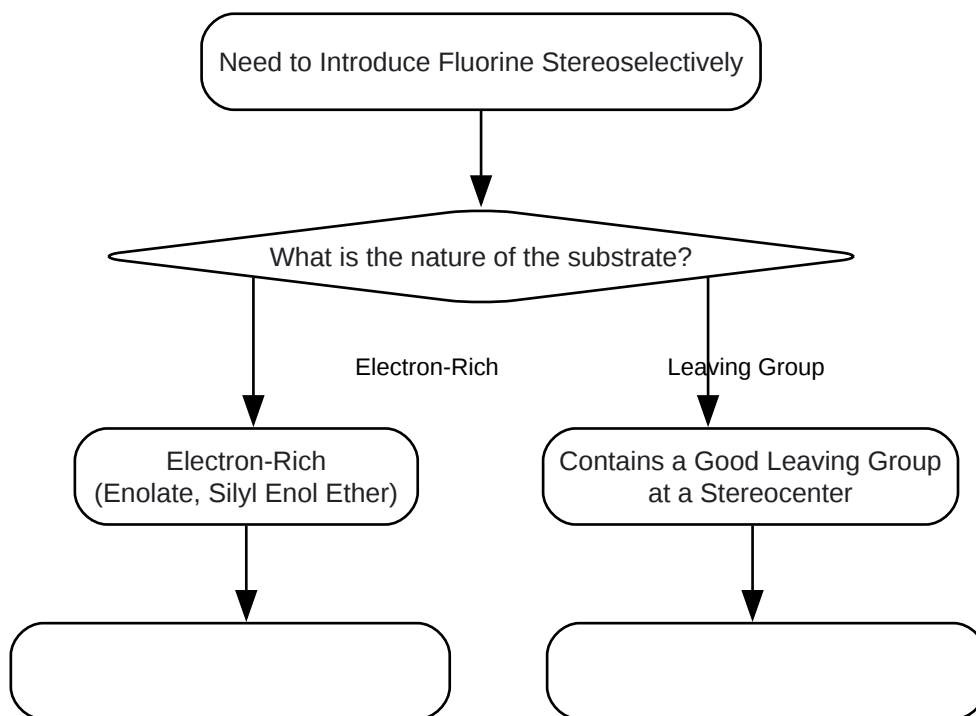 Need to Introduce Fluorine Stereoselectively
What is the nature of the substrate?
Electron-Rich
Leaving Group
Electron-Rich
(Enolate, Silyl Enol Ether)
Contains a Good Leaving Group
at a Stereocenter